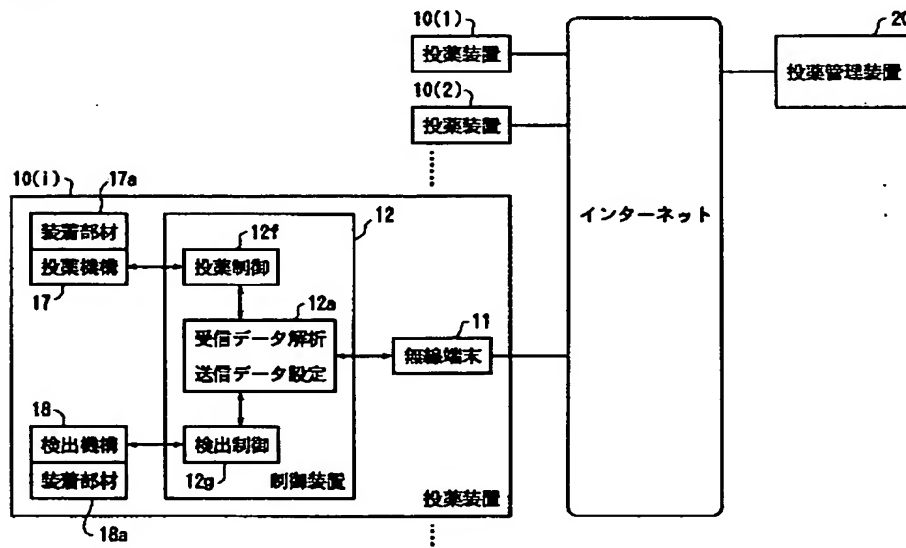 10(1)
投薬装置
10(2)
投薬装置
20
投薬管理装置
インターネット
10(i)
17a
装着部材
投薬機構
17
12
12f
投薬制御
12a
受信データ解析
送信データ設定
11
無線端末
18
検出機構
装着部材
18a
検出制御
12g
制御装置
投薬装置